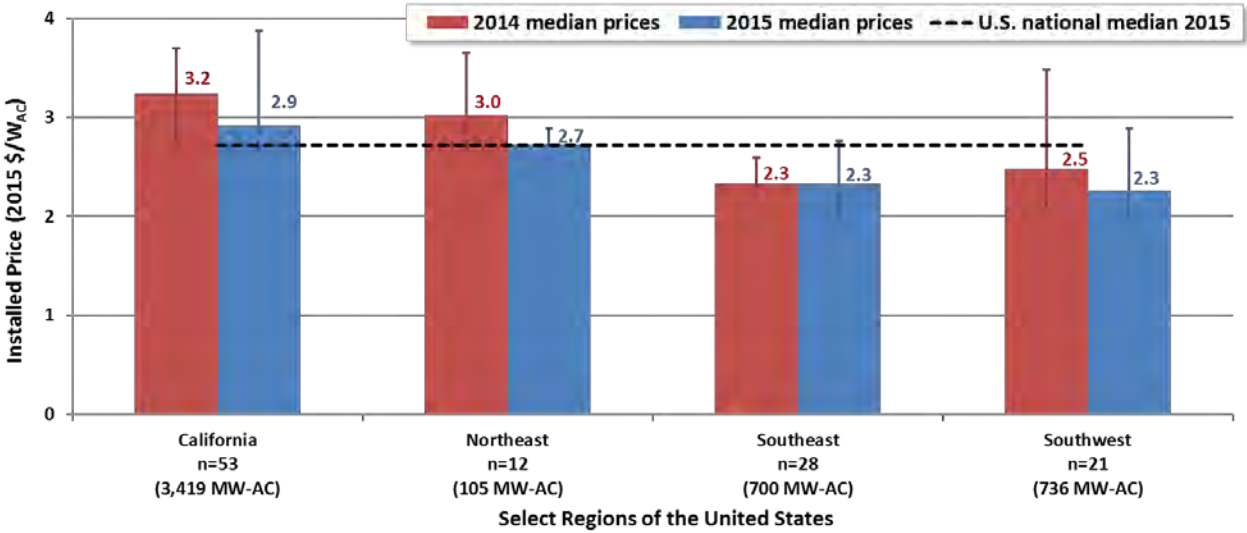 2014 median prices 2015 median prices U.S. national median 2015
Installed Price (2015 $/WAC)
4
3
2
1
0
3.2
2.9
3.0
2.7
2.3
2.3
2.5
2.3
California
n=53
(3,419 MW-AC)
Northeast
n=12
(105 MW-AC)
Southeast
n=28
(700 MW-AC)
Southwest
n=21
(736 MW-AC)
Select Regions of the United States